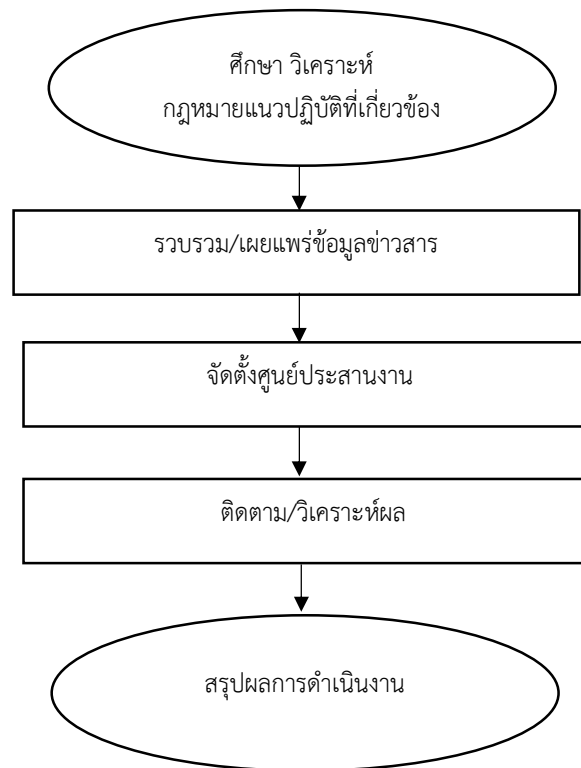 ศึกษา วิเคราะห์
กฎหมายแนวปฏิบัติที่เกี่ยวข้อง
รวบรวม/เผยแพร่ข้อมูลข่าวสาร
จัดตั้งศูนย์ประสานงาน
ติดตาม/วิเคราะห์ผล
สรุปผลการดำเนินงาน